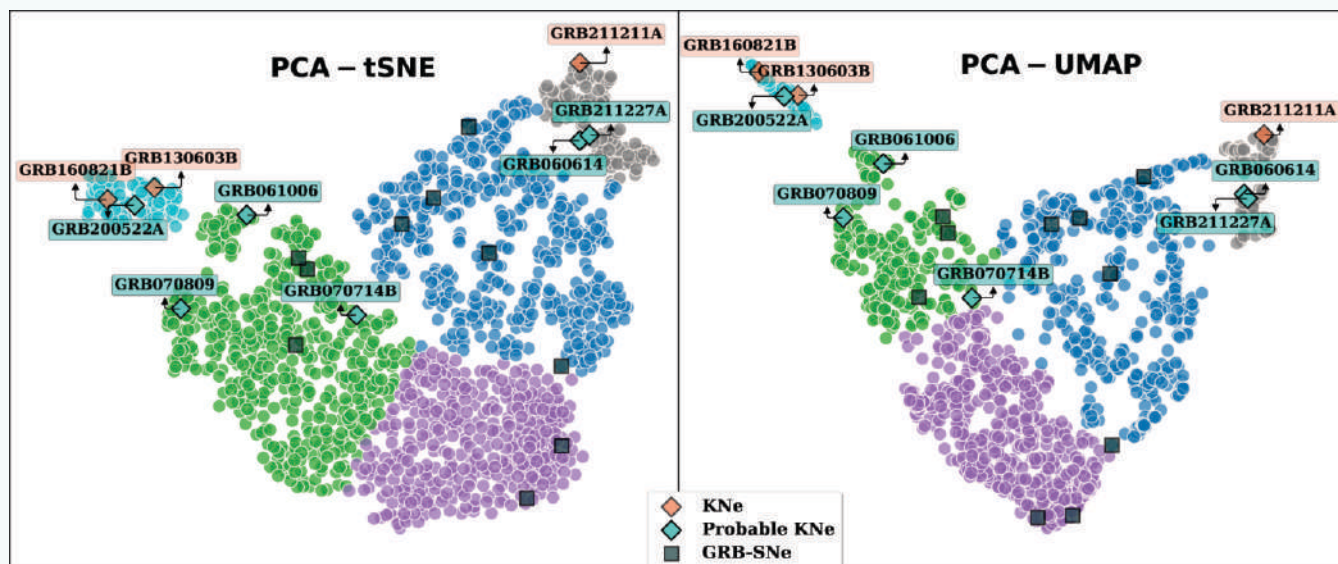 PCA – tSNE
GRB211211A
GRB211227A
GRB060614
GRB130603B
GRB160821B
GRB200522A
GRB061006
GRB070809
GRB070714B
PCA – UMAP
GRB160821B
GRB130603B
GRB200522A
GRB211211A
GRB061006
GRB060614
GRB070809
GRB211227A
GRB070714B
KNe
Probable KNe
GRB-SNe